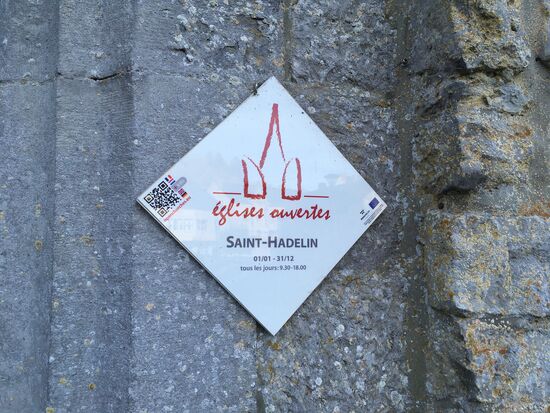 églises ouvertes
SAINT-HADELIN
01/01 - 31/12
tous les jours: 9.30-18.00